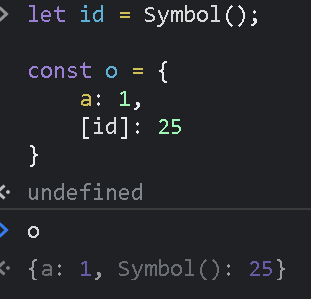 let id = Symbol();
const o = {
a: 1,
[id]: 25
}
undefined
o
{a: 1, Symbol(): 25}